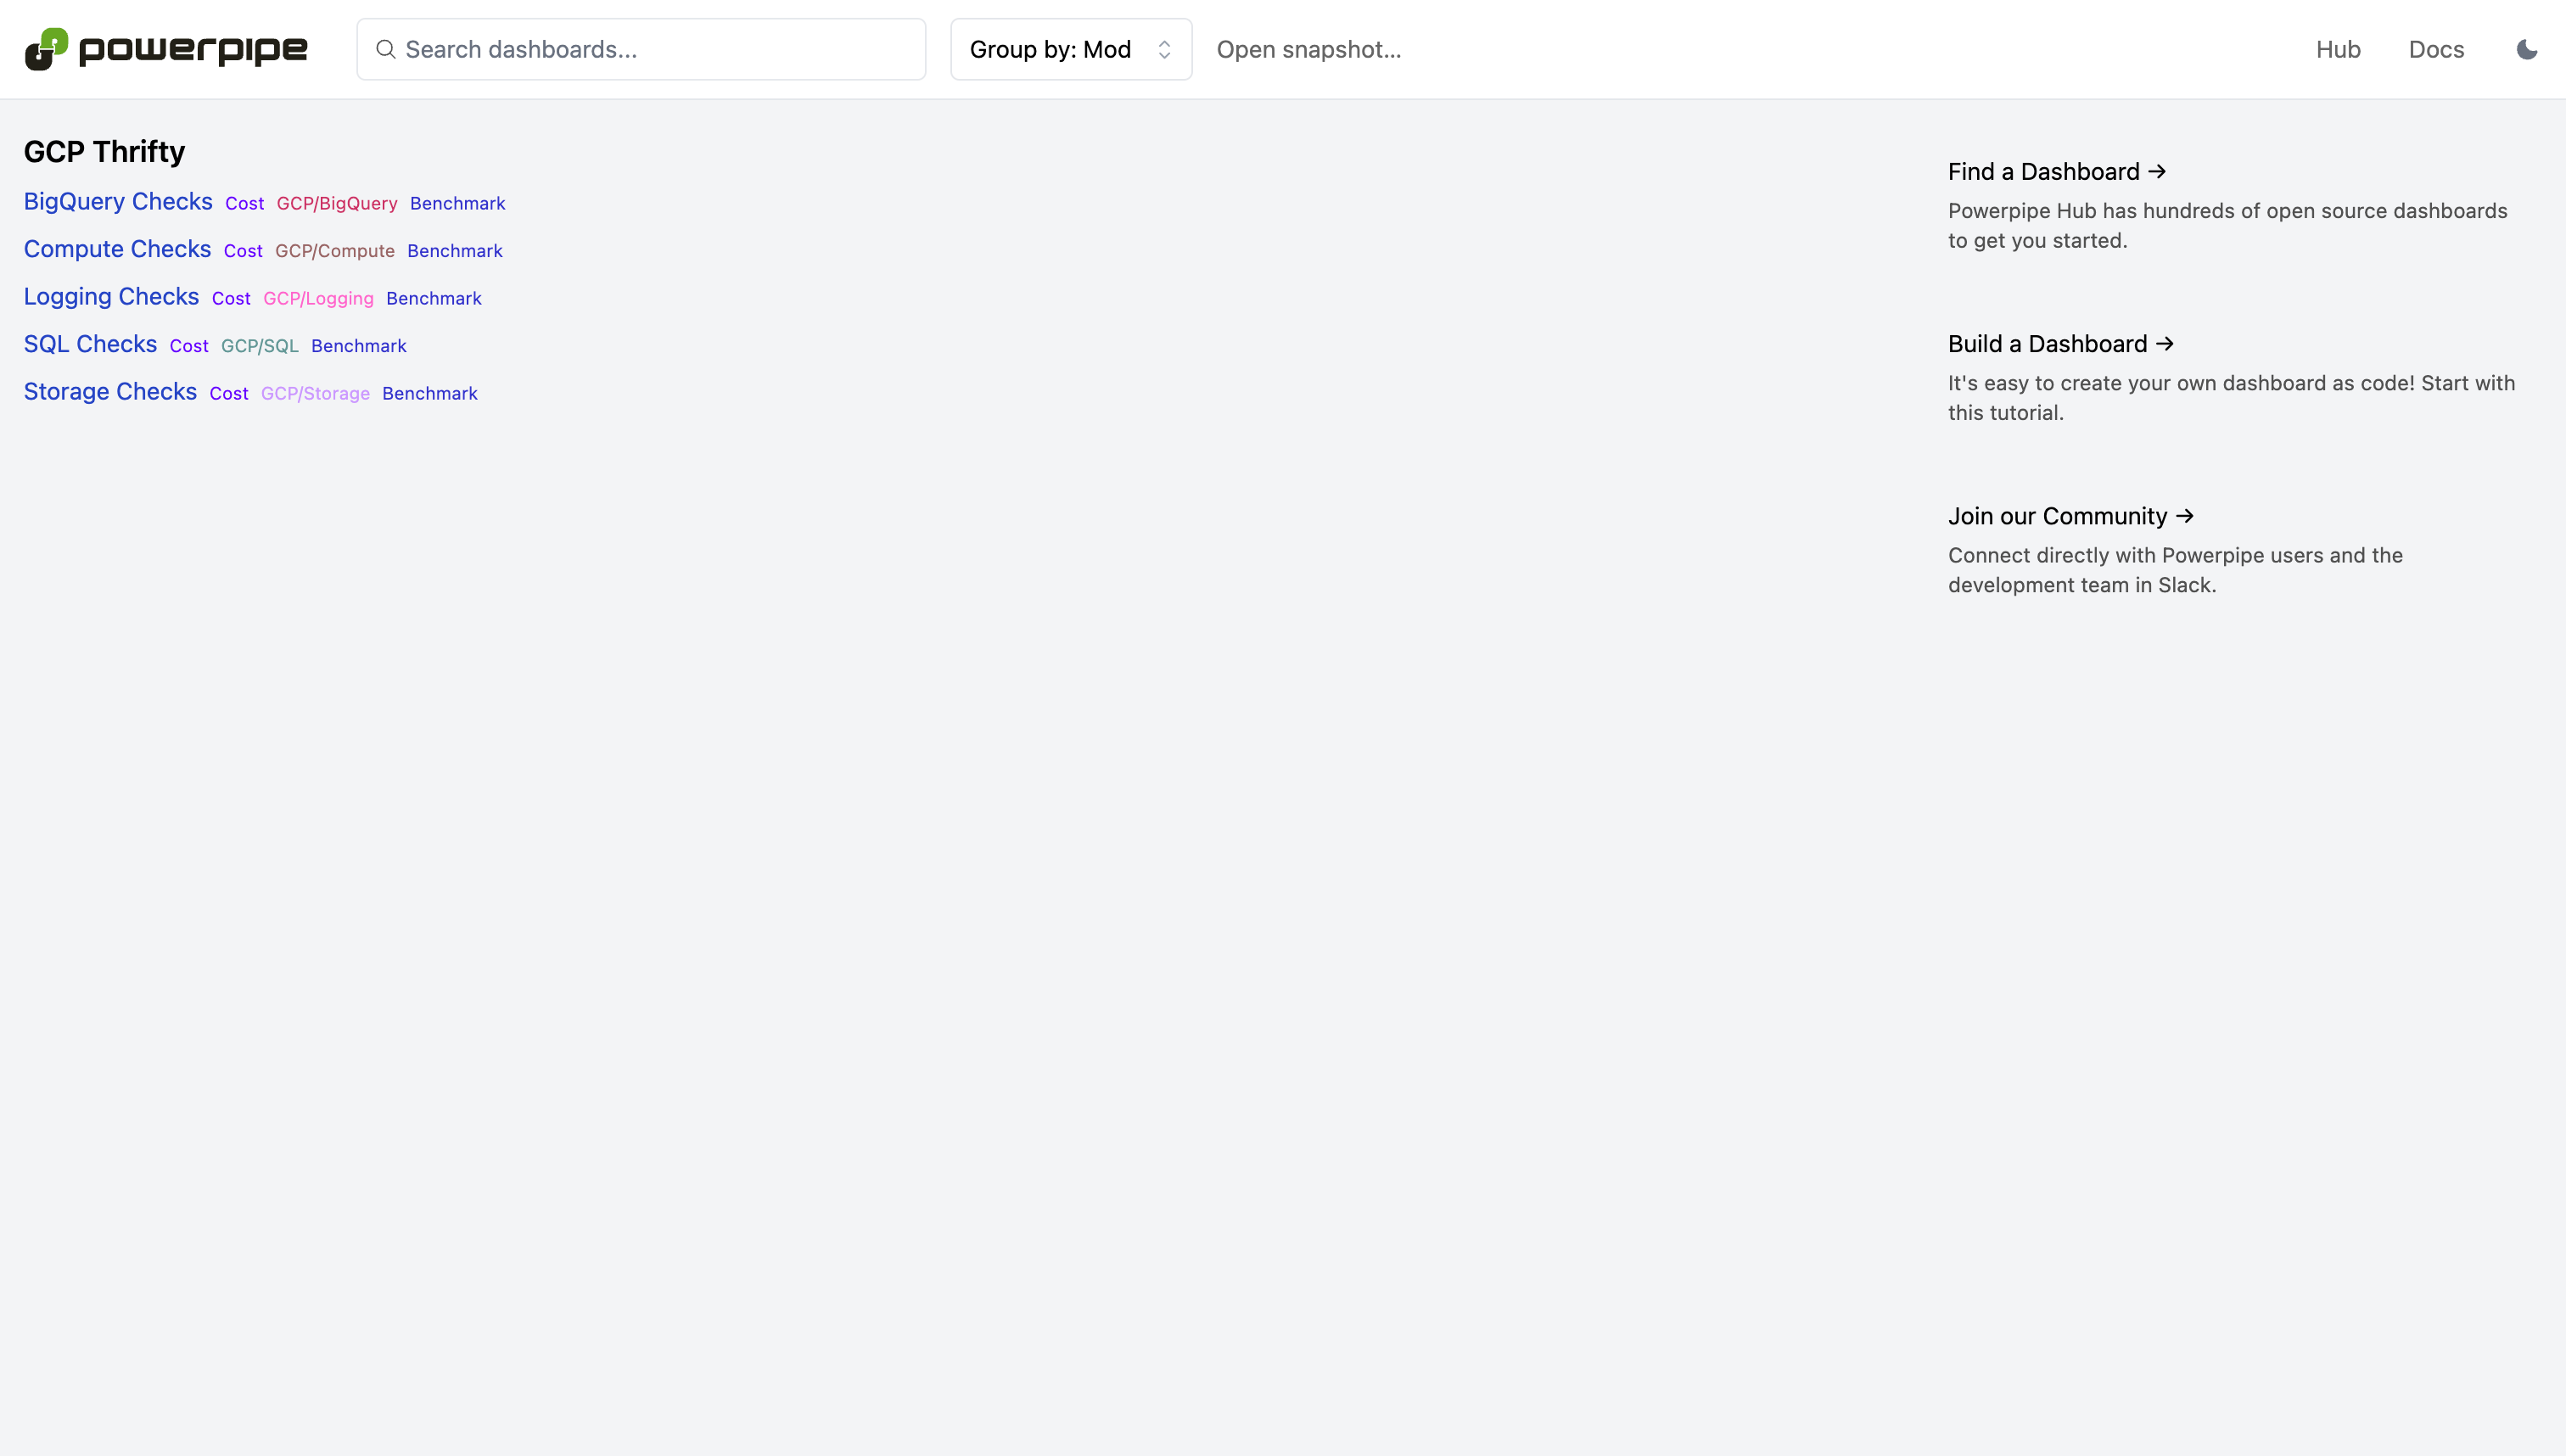 powerpipe
Search dashboards...
Group by: Mod
Open snapshot...
Hub
Docs
GCP Thrifty
BigQuery Checks Cost GCP/BigQuery Benchmark
Compute Checks Cost GCP/Compute Benchmark
Logging Checks Cost GCP/Logging Benchmark
SQL Checks Cost GCP/SQL Benchmark
Storage Checks Cost GCP/Storage Benchmark
Find a Dashboard →
Powerpipe Hub has hundreds of open source dashboards
to get you started.
Build a Dashboard →
It's easy to create your own dashboard as code! Start with
this tutorial.
Join our Community →
Connect directly with Powerpipe users and the
development team in Slack.